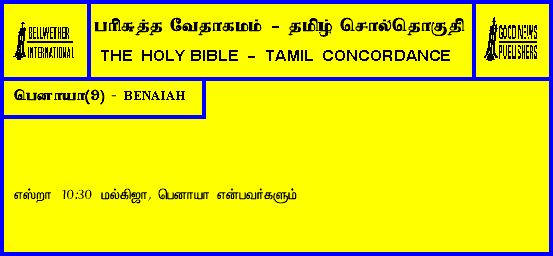 BELLWETHER
INTERNATIONAL
பரிசுத்த வேதாகமம் - தமிழ் சொல்தொகுதி
THE HOLY BIBLE - TAMIL CONCORDANCE
GOOD NEWS
PUBLISHERS
பெனாயா(9) - BENAIAH
எஸ்றா 10:30 மல்கிஜா, பெனாயா என்பவர்களும்